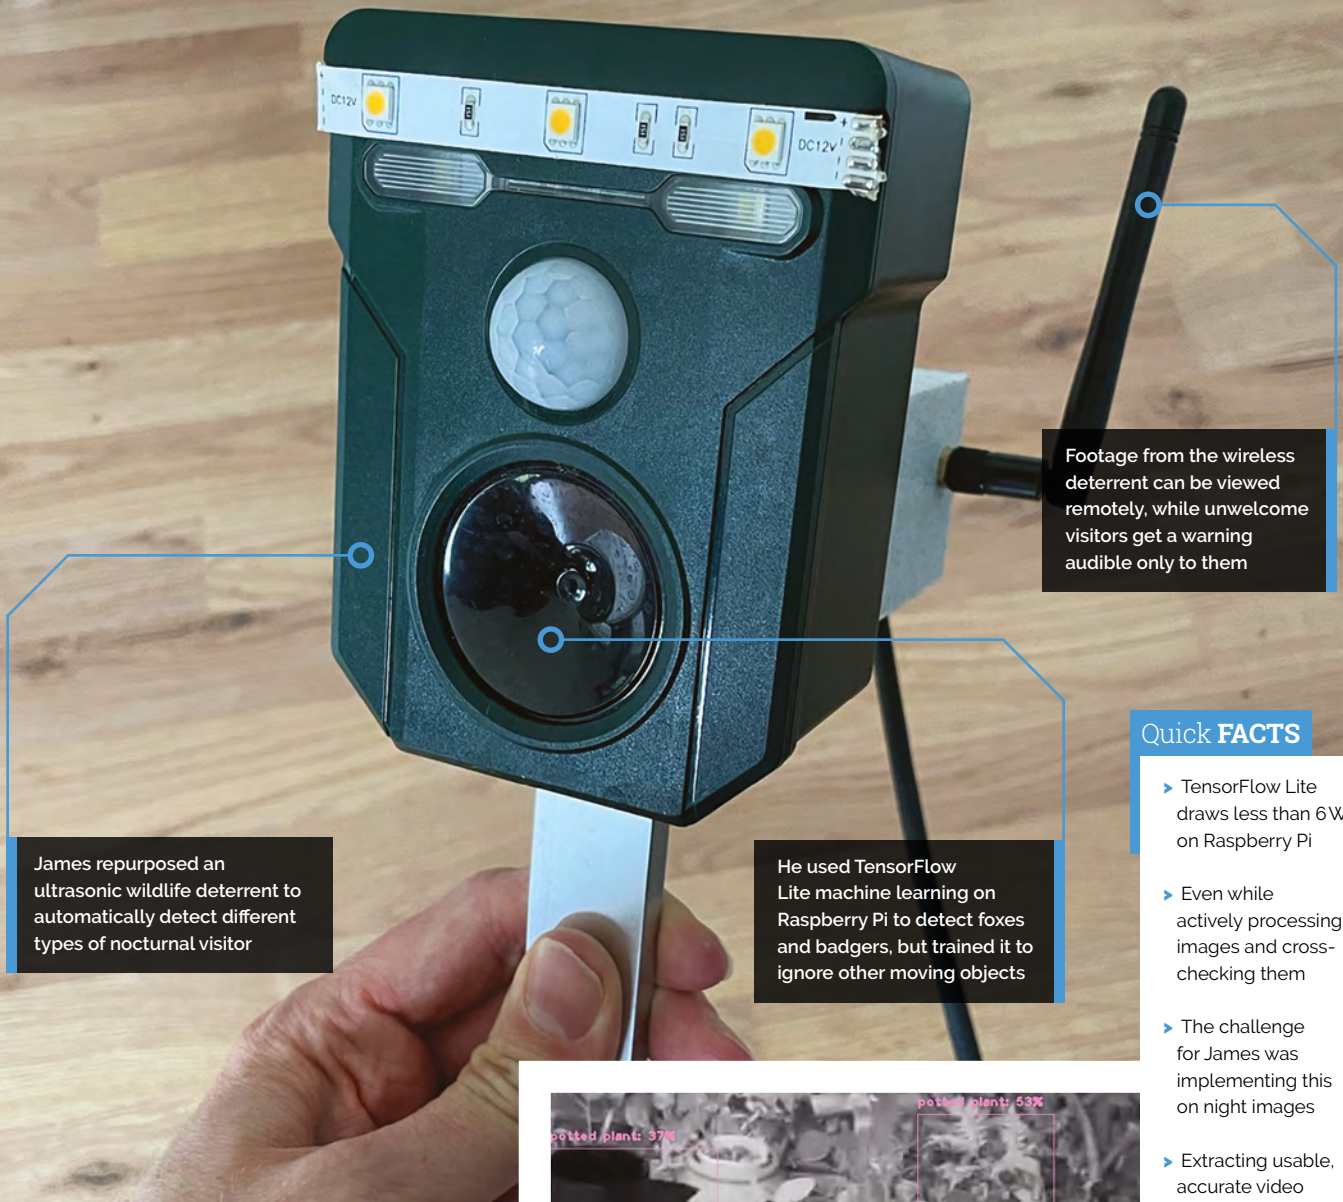 DC12V
DC12V
+
151
151
151
Footage from the wireless
deterrent can be viewed
remotely, while unwelcome
visitors get a warning
audible only to them
Quick FACTS
> TensorFlow Lite
draws less than 6W
on Raspberry Pi
> Even while
actively processing
images and cross-
checking them
> The challenge
for James was
implementing this
on night images
> Extracting usable,
accurate video
James repurposed an
ultrasonic wildlife deterrent to
automatically detect different
types of nocturnal visitor
He used TensorFlow
Lite machine learning on
Raspberry Pi to detect foxes
and badgers, but trained it to
ignore other moving objects
potted plant: 53%
potted plant: 37%